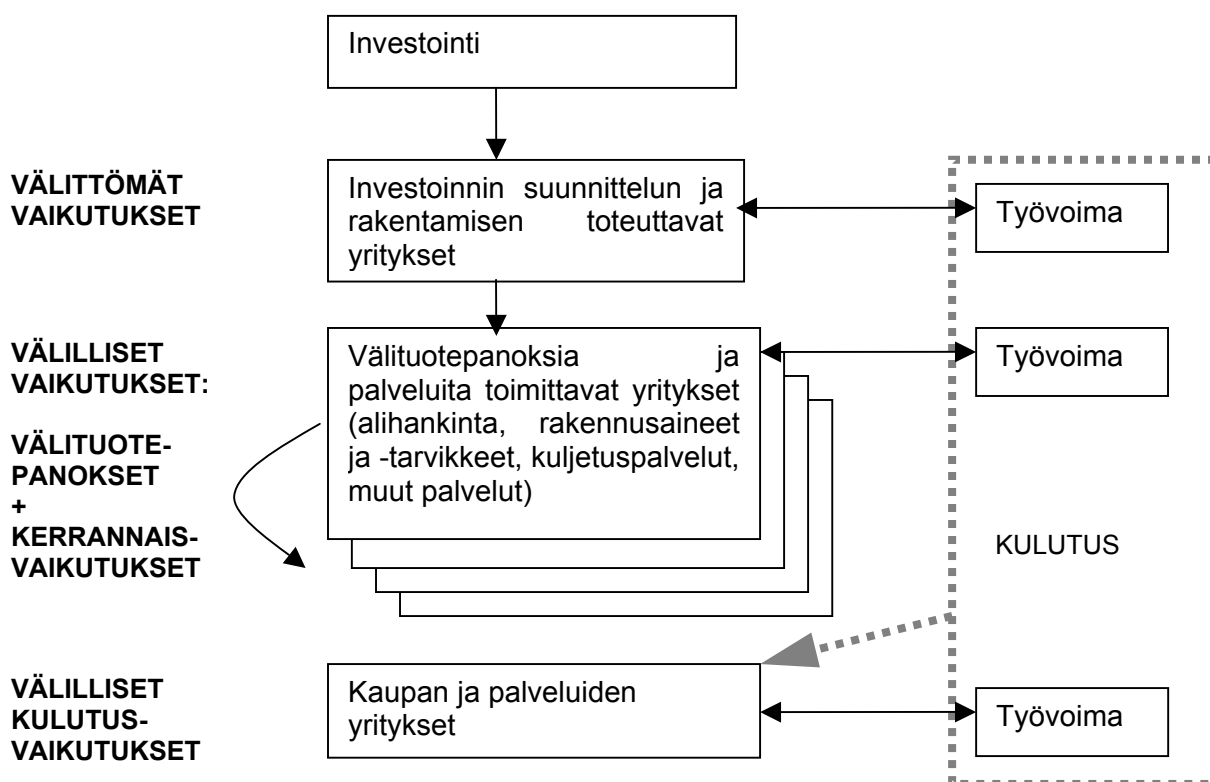 Investointi
VÄLITTÖMÄT
VAIKUTUKSET
Investoinnin suunnittelun ja
rakentamisen toteuttavat
yritykset
Työvoima
VÄLILLISET
VAIKUTUKSET:
VÄLITUOTE-
PANOKSET
+
KERRANNAIS-
VAIKUTUKSET
Välituotepanoksia ja
palveluita toimittavat yritykset
(alihankinta, rakennusaineet
ja -tarvikkeet, kuljetuspalvelut,
muut palvelut)
Työvoima
KULUTUS
VÄLILLISET
KULUTUS-
VAIKUTUKSET
Kaupan ja palveluiden
yritykset
Työvoima